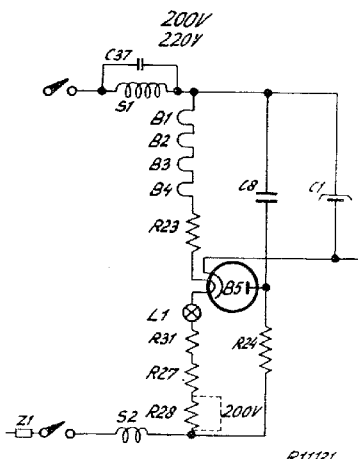 200V
220V
C37
S1
B1
B2
B3
B4
C8
C1
R23
B5
L1
R31
R24
R27
R28
200V
Z1
S2
R11121